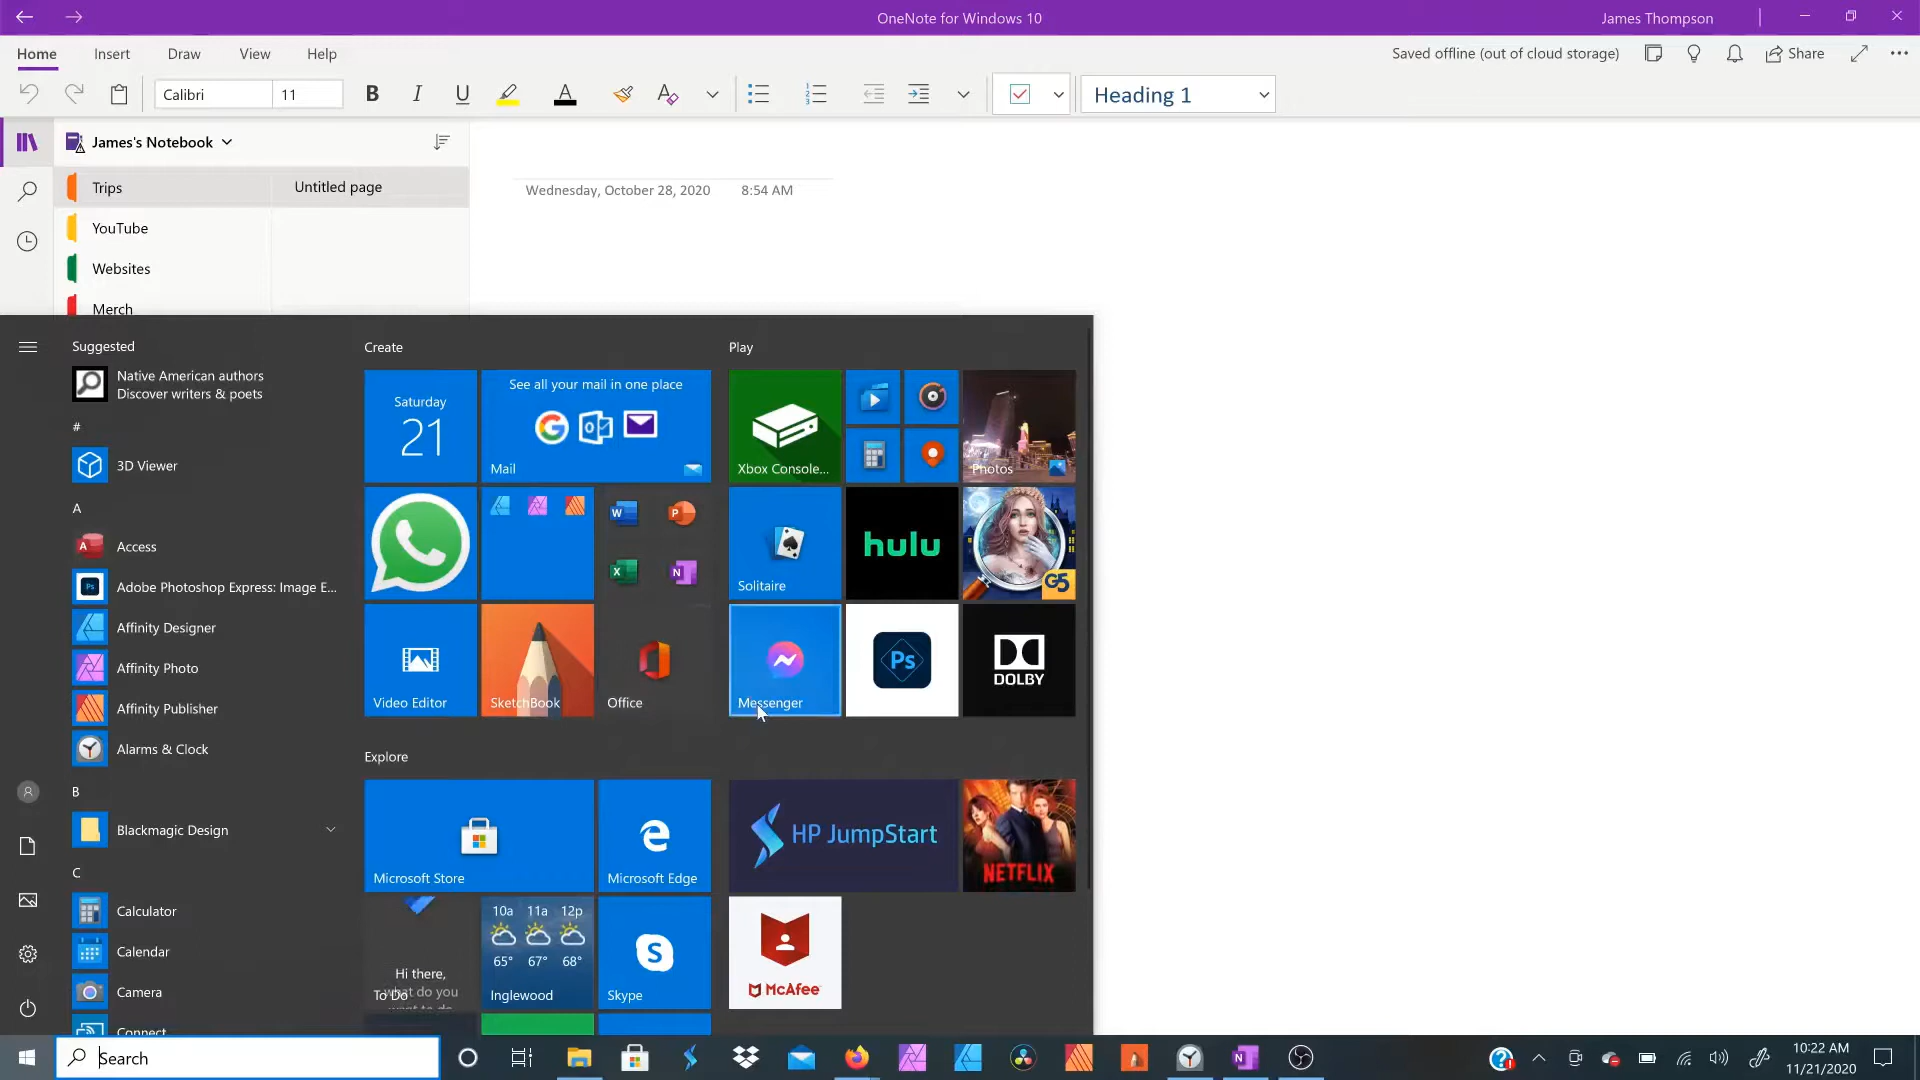 OneNote for Windows 10
James Thompson
Home Insert Draw View Help
Saved offline (out of cloud storage)
Share
Calibri 11 B I U A A Heading 1
James's Notebook
Trips
YouTube
Websites
Merch
Untitled page
Wednesday, October 28, 2020 8:54 AM
Suggested
Native American authors
Discover writers & poets
#
3D Viewer
A
Access
Adobe Photoshop Express: Image E...
Affinity Designer
Affinity Photo
Affinity Publisher
Alarms & Clock
B
Blackmagic Design
C
Calculator
Calendar
Camera
Connect
Create
Saturday
21
See all your mail in one place
Mail
Video Editor
SketchBook
Office
Play
Xbox Console...
Photos
Solitaire
hulu
G5
Messenger
Ps
DOLBY
Explore
Microsoft Store
Microsoft Edge
HP JumpStart
NETFLIX
Hi there,
what do you
To Do
10a 11a 12p
65° 67° 68°
Inglewood
Skype
McAfee
Search
10:22 AM
11/21/2020